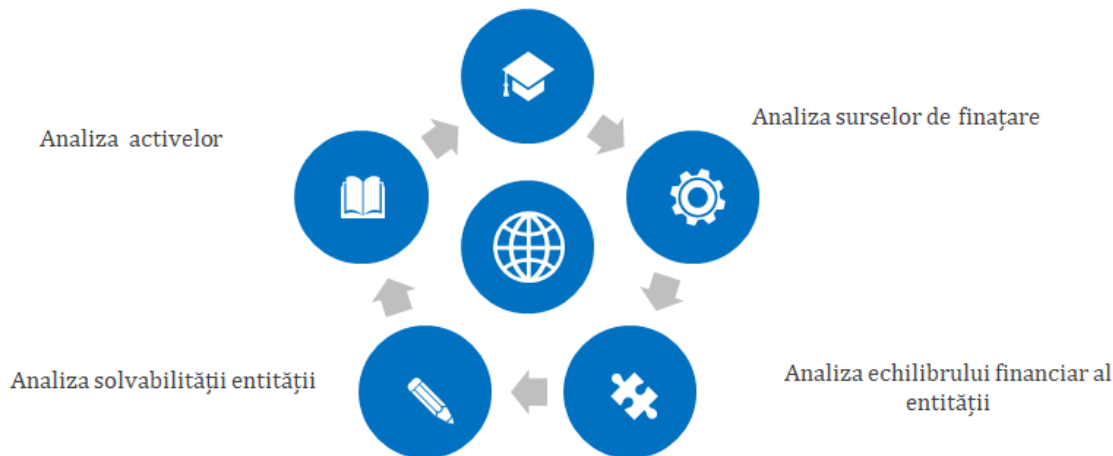 Analiza activelor
Analiza surselor de finațare
Analiza solvabilității entității
Analiza echilibrului financiar al
entității